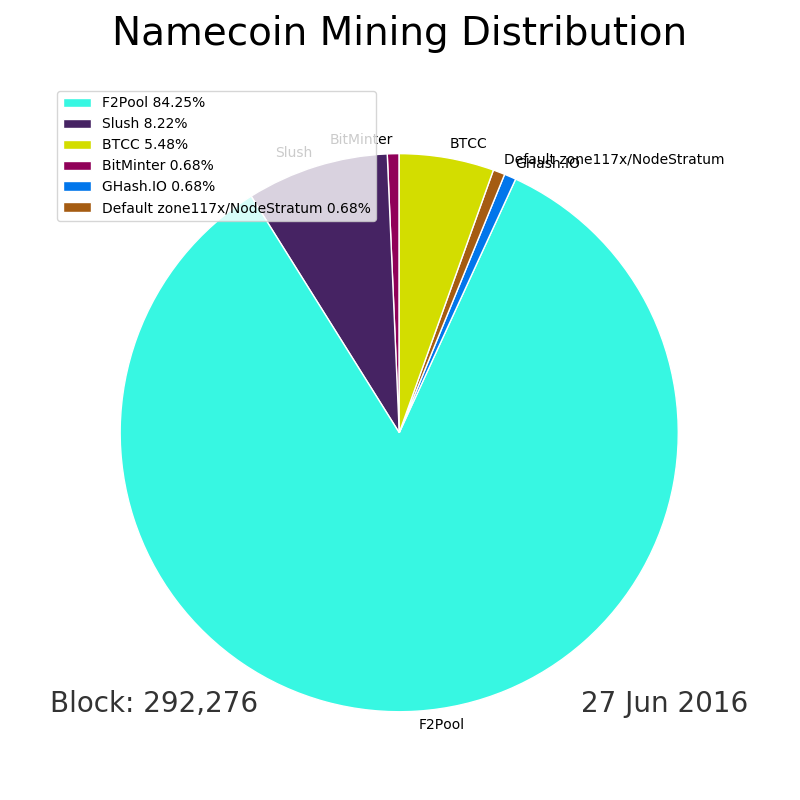 Namecoin Mining Distribution
F2Pool 84.25%
Slush 8.22%
BTCC 5.48%
BitMinter 0.68%
GHash.IO 0.68%
Default zone117x/NodeStratum 0.68%
Slush
BitMinter
BTCC
Default zone117x/NodeStratum
GHash.IO
F2Pool
Block: 292,276
27 Jun 2016